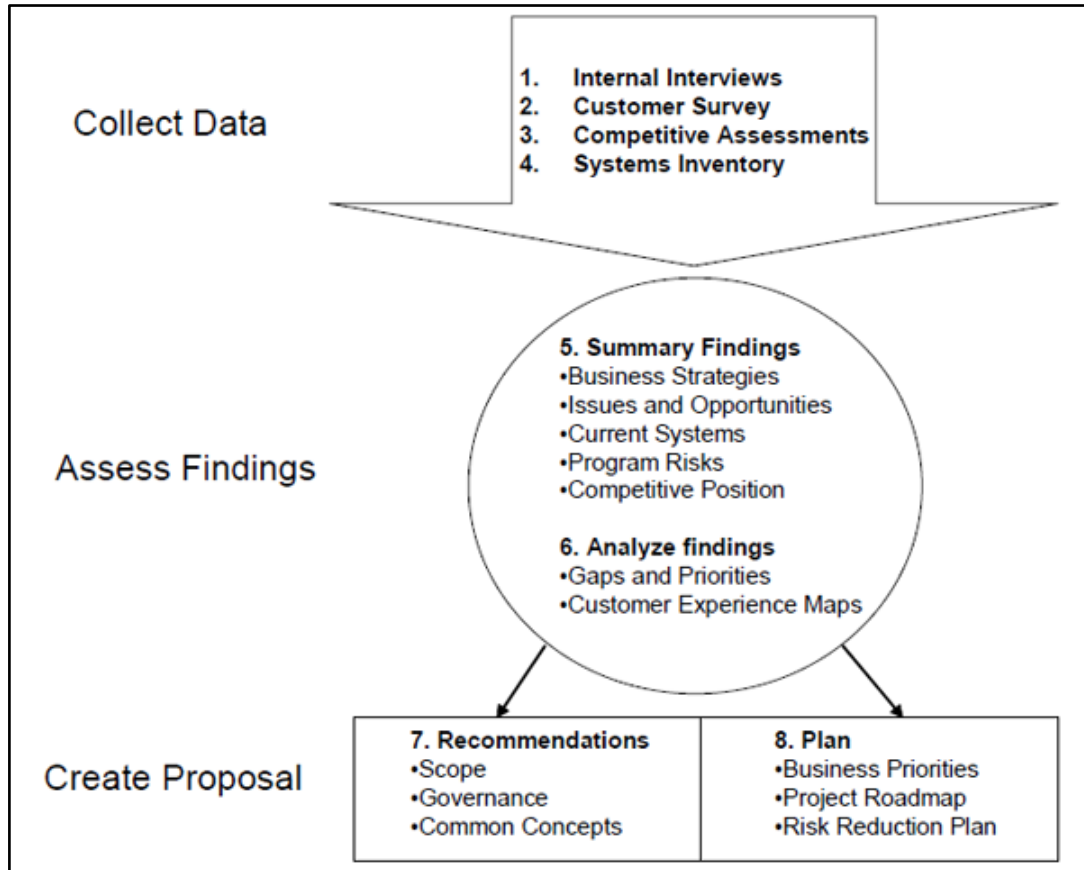 Collect Data
1. Internal Interviews
2. Customer Survey
3. Competitive Assessments
4. Systems Inventory
Assess Findings
5. Summary Findings
•Business Strategies
•Issues and Opportunities
•Current Systems
•Program Risks
•Competitive Position
6. Analyze findings
•Gaps and Priorities
•Customer Experience Maps
Create Proposal
7. Recommendations
•Scope
•Governance
•Common Concepts
8. Plan
•Business Priorities
•Project Roadmap
•Risk Reduction Plan